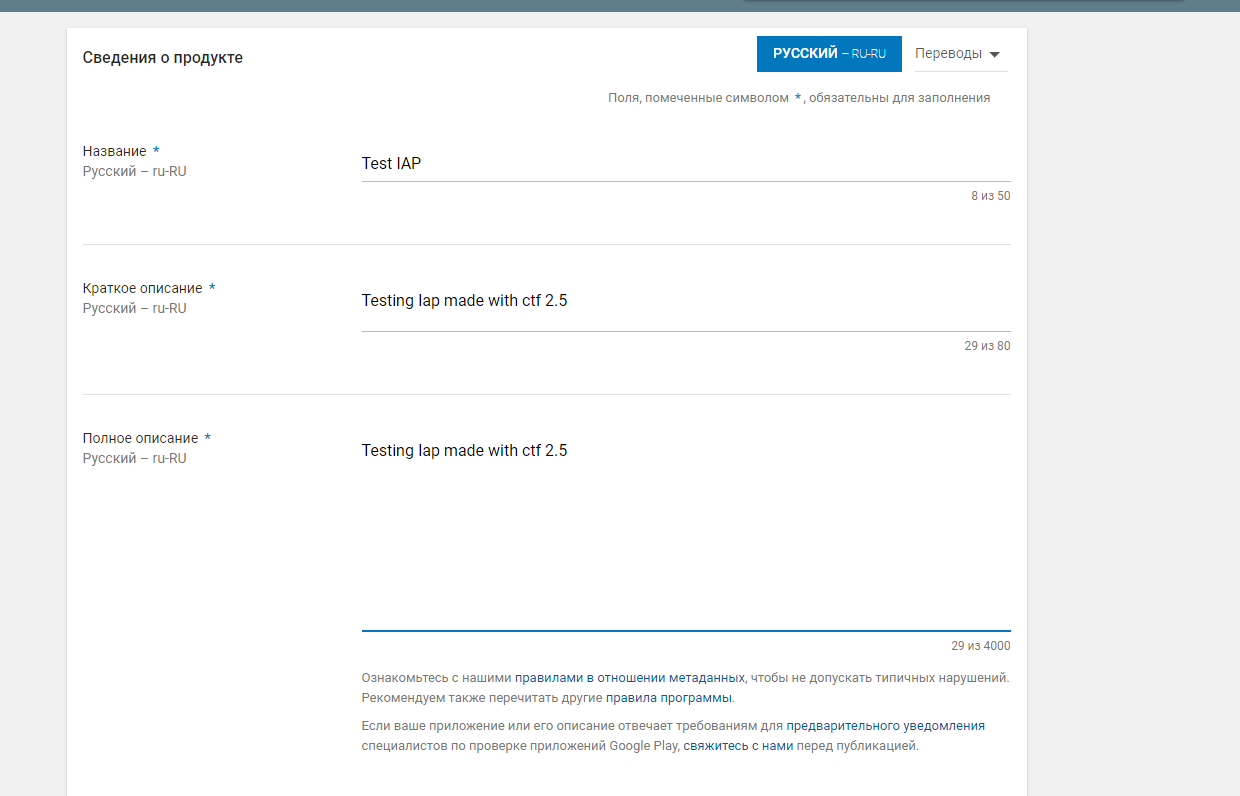 Сведения о продукте
РУССКИЙ – RU-RU
Переводы
Поля, помеченные символом *, обязательны для заполнения
Название *
Русский – ru-RU
Test IAP
8 из 50
Краткое описание *
Русский – ru-RU
Testing Iap made with ctf 2.5
29 из 80
Полное описание *
Русский – ru-RU
Testing Iap made with ctf 2.5
29 из 4000
Ознакомьтесь с нашими правилами в отношении метаданных, чтобы не допускать типичных нарушений.
Рекомендуем также перечитать другие правила программы.
Если ваше приложение или его описание отвечает требованиям для предварительного уведомления
специалистов по проверке приложений Google Play, свяжитесь с нами перед публикацией.